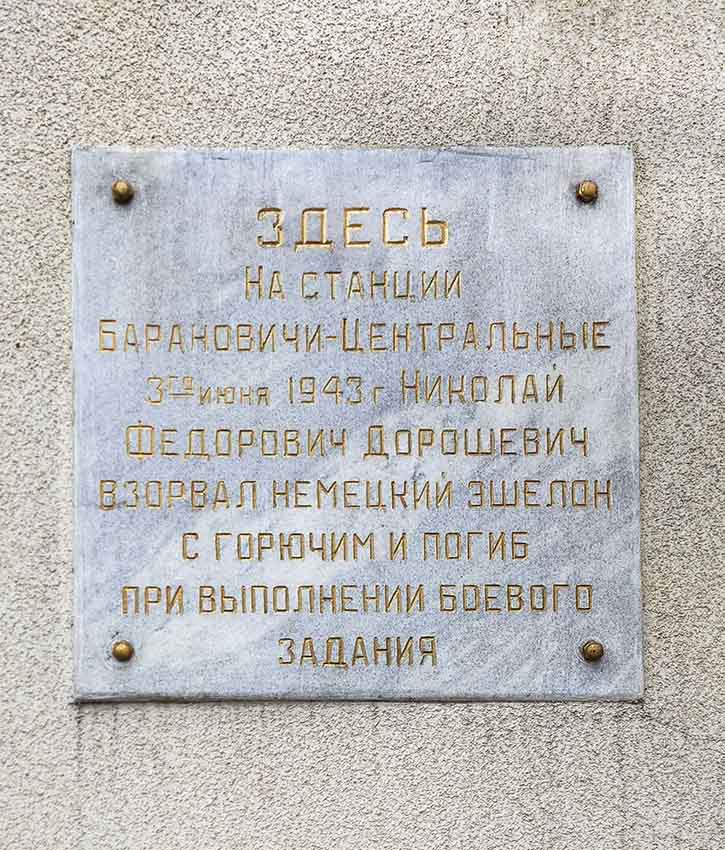 ЗДЕСЬ
НА СТАНЦИИ
БАРАНОВИЧИ-ЦЕНТРАЛЬНЫЕ
3го ИЮНЯ 1943 г НИКОЛАЙ
ФЕДОРОВИЧ ДОРОШЕВИЧ
ВЗОРВАЛ НЕМЕЦКИЙ ЭШЕЛОН
С ГОРЮЧИМ И ПОГИБ
ПРИ ВЫПОЛНЕНИИ БОЕВОГО
ЗАДАНИЯ